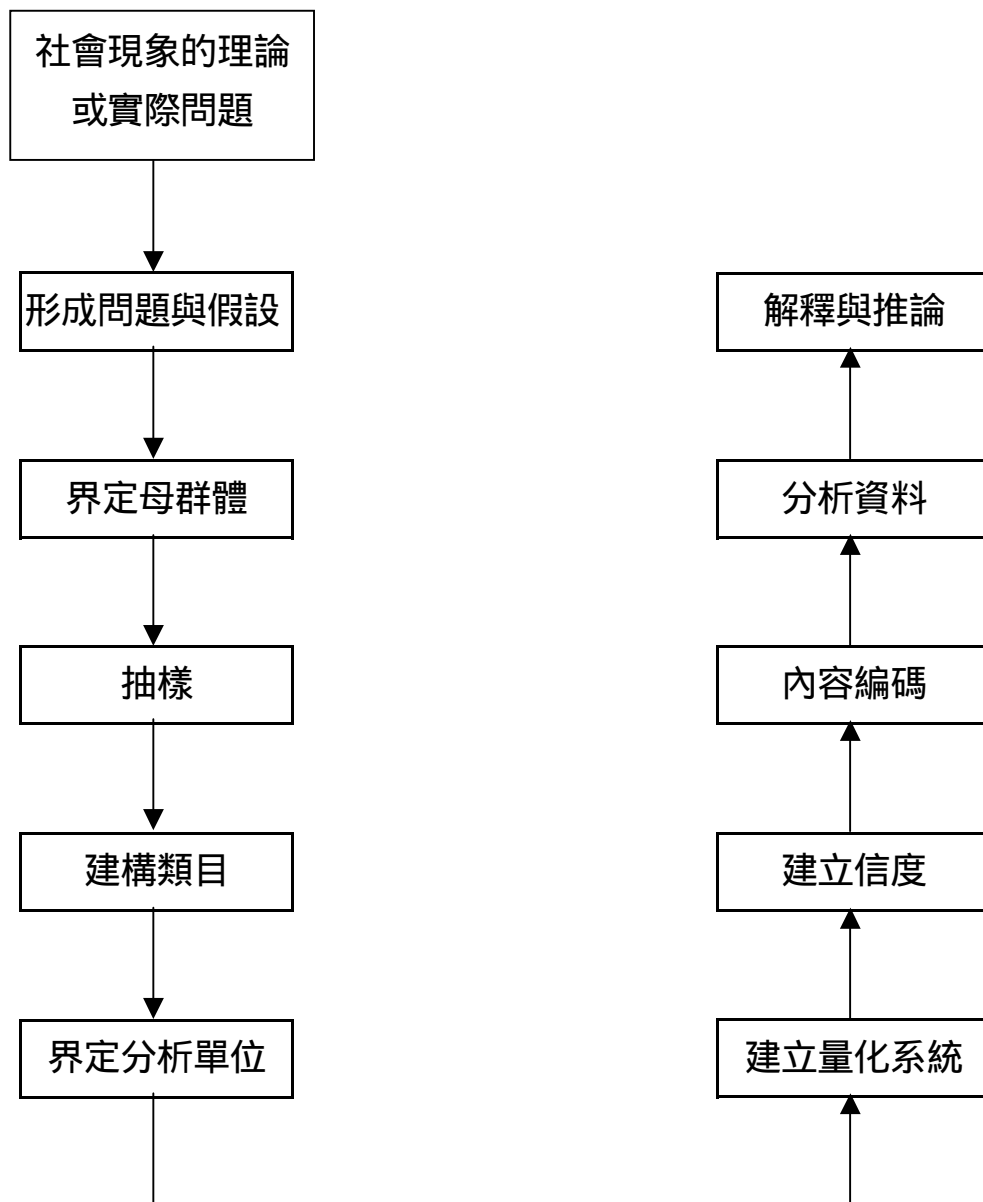 社會現象的理論
或實際問題
形成問題與假設
界定母群體
抽樣
建構類目
界定分析單位
建立量化系統
建立信度
內容編碼
分析資料
解釋與推論